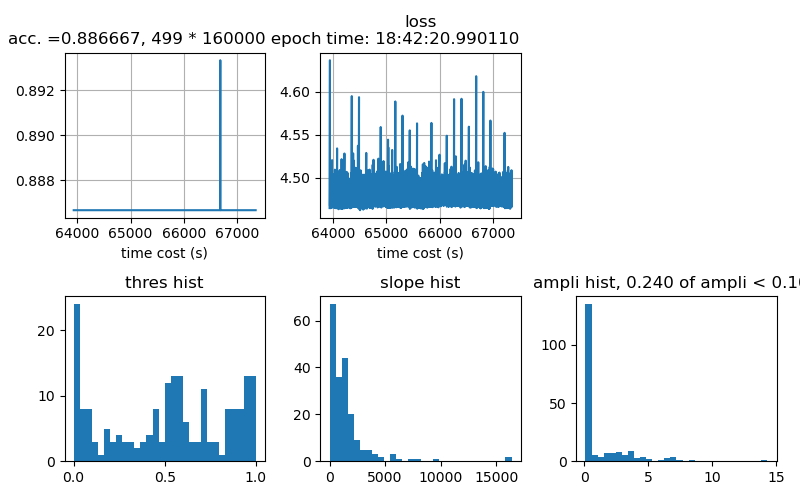 loss
acc. =0.886667, 499 * 160000 epoch time: 18:42:20.990110
0.892
0.890
0.888
64000 65000 66000 67000
time cost (s)
4.60
4.55
4.50
64000 65000 66000 67000
time cost (s)
thres hist
20
10
0
0.0 0.5 1.0
slope hist
60
40
20
0
0 5000 10000 15000
ampli hist, 0.240 of ampli < 0.10
100
50
0
0 5 10 15